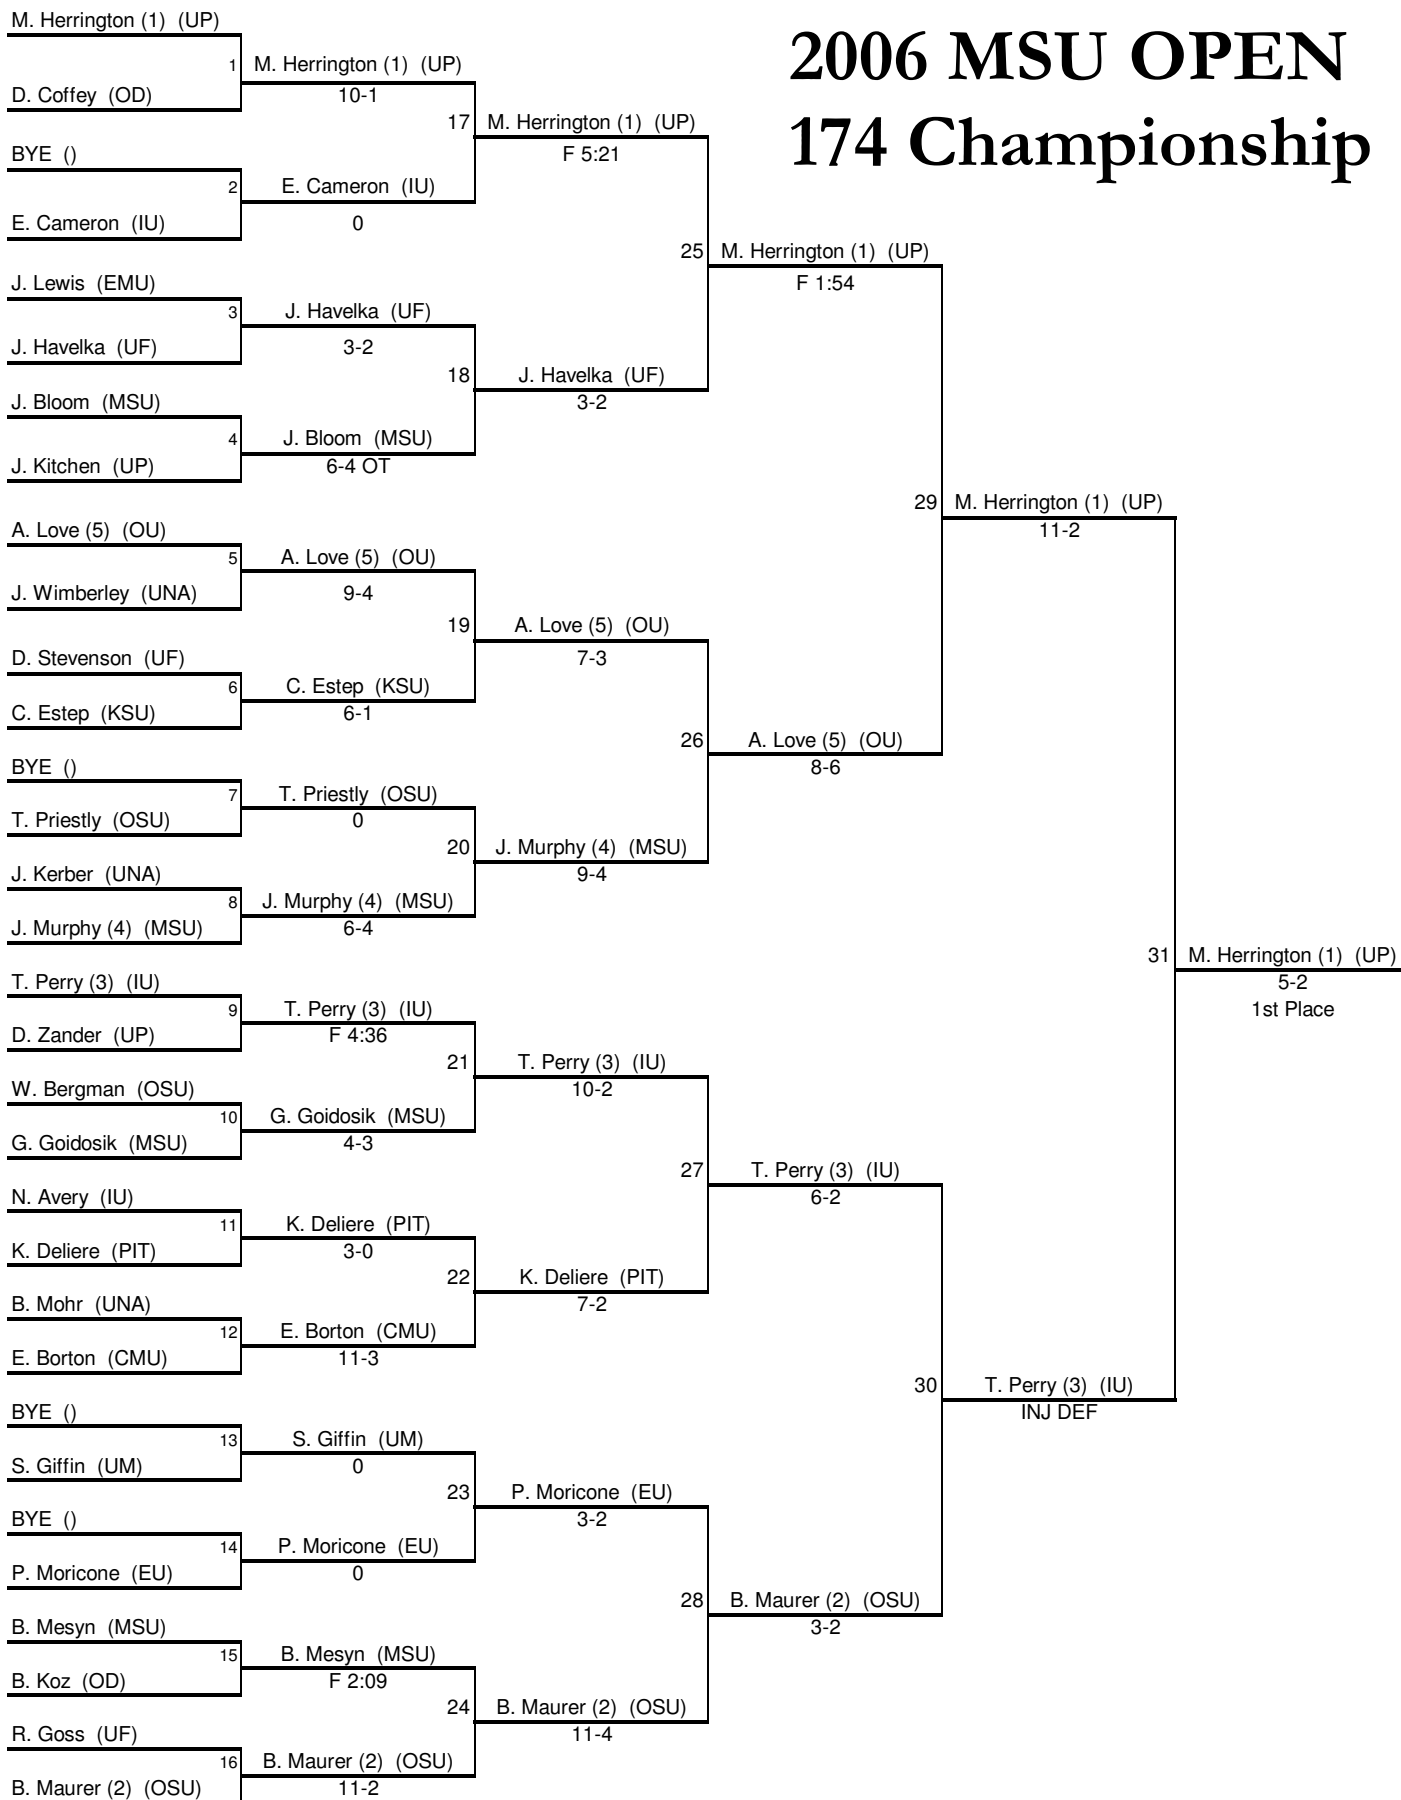 2006 MSU OPEN
174 Championship
M. Herrington (1) (UP)
1
D. Coffey (OD)
BYE ()
2
E. Cameron (IU)
J. Lewis (EMU)
3
J. Havelka (UF)
J. Bloom (MSU)
4
J. Kitchen (UP)
A. Love (5) (OU)
5
J. Wimberley (UNA)
D. Stevenson (UF)
6
C. Estep (KSU)
BYE ()
7
T. Priestly (OSU)
J. Kerber (UNA)
8
J. Murphy (4) (MSU)
T. Perry (3) (IU)
9
D. Zander (UP)
W. Bergman (OSU)
10
G. Goidosik (MSU)
N. Avery (IU)
11
K. Deliere (PIT)
B. Mohr (UNA)
12
E. Borton (CMU)
BYE ()
13
S. Giffin (UM)
BYE ()
14
P. Moricone (EU)
B. Mesyn (MSU)
15
B. Koz (OD)
R. Goss (UF)
16
B. Maurer (2) (OSU)
M. Herrington (1) (UP)
10-1
17
E. Cameron (IU)
0
J. Havelka (UF)
3-2
18
J. Bloom (MSU)
6-4 OT
A. Love (5) (OU)
9-4
19
C. Estep (KSU)
6-1
T. Priestly (OSU)
0
20
J. Murphy (4) (MSU)
6-4
T. Perry (3) (IU)
F 4:36
21
G. Goidosik (MSU)
4-3
K. Deliere (PIT)
3-0
22
E. Borton (CMU)
11-3
S. Giffin (UM)
0
23
P. Moricone (EU)
0
B. Mesyn (MSU)
F 2:09
24
B. Maurer (2) (OSU)
11-2
M. Herrington (1) (UP)
F 5:21
25
J. Havelka (UF)
3-2
A. Love (5) (OU)
7-3
26
J. Murphy (4) (MSU)
9-4
T. Perry (3) (IU)
10-2
27
K. Deliere (PIT)
7-2
P. Moricone (EU)
3-2
28
B. Maurer (2) (OSU)
11-4
M. Herrington (1) (UP)
F 1:54
29
A. Love (5) (OU)
8-6
T. Perry (3) (IU)
6-2
30
B. Maurer (2) (OSU)
3-2
M. Herrington (1) (UP)
11-2
31
T. Perry (3) (IU)
INJ DEF
M. Herrington (1) (UP)
5-2
1st Place